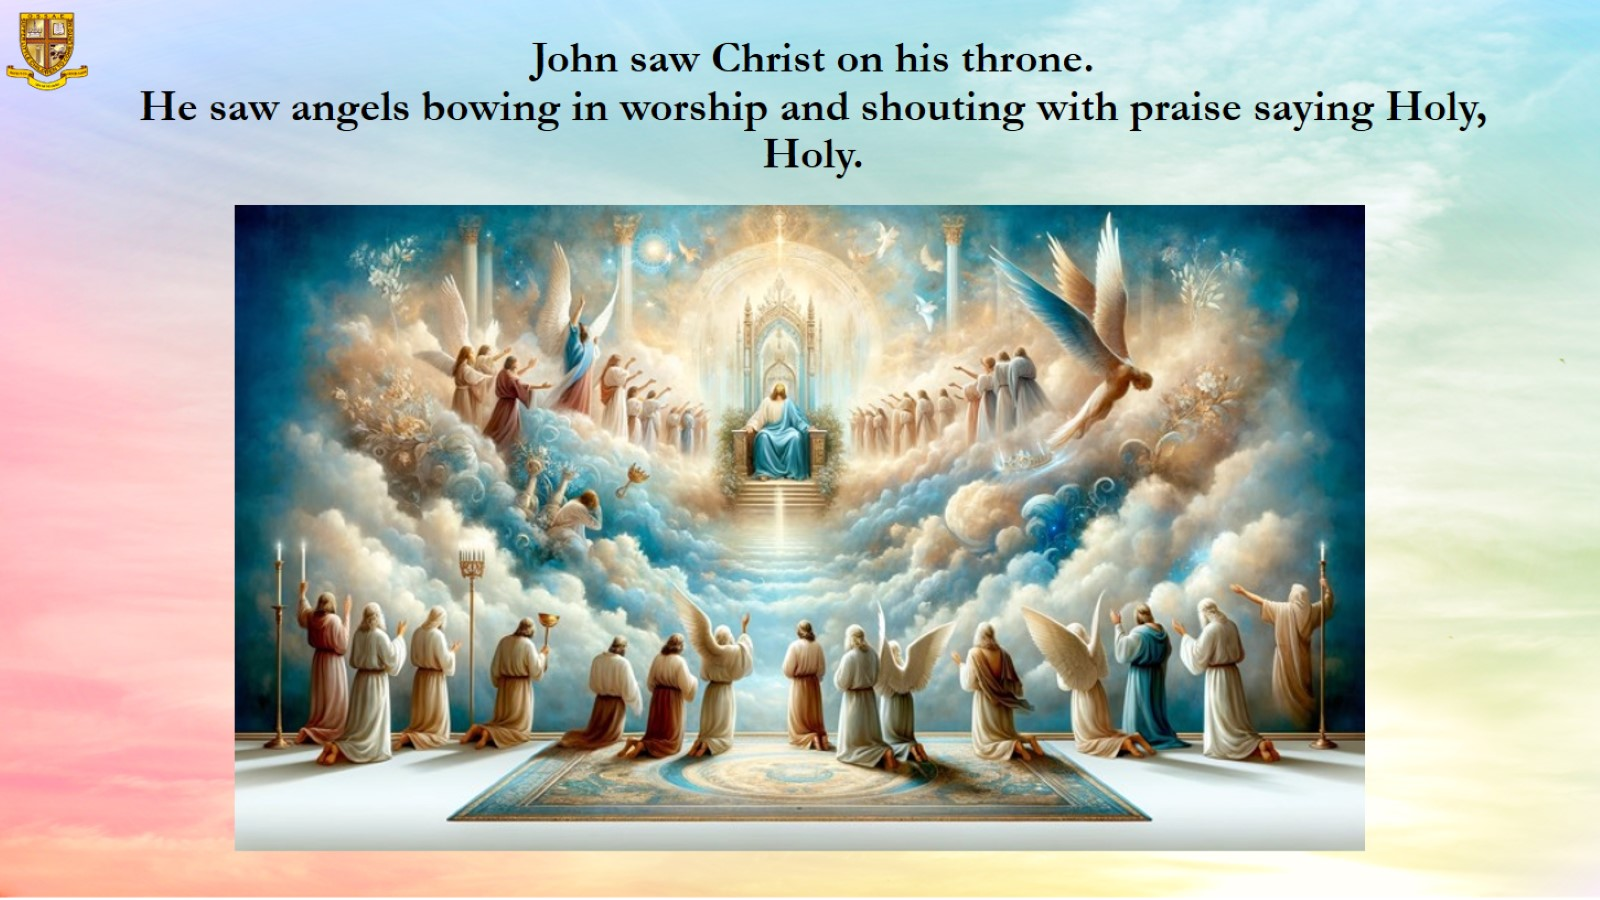 John saw Christ on his throne.
He saw angels bowing in worship and shouting with praise saying Holy,
Holy.